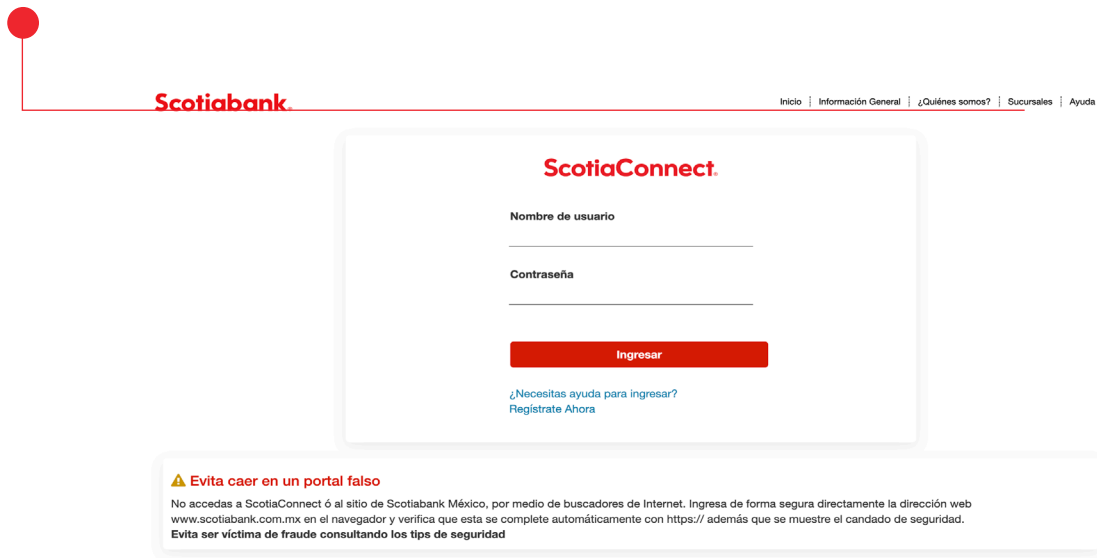 Scotiabank.
Inicio
Información General
¿Quiénes somos?
Sucursales
Ayuda
ScotiaConnect.
Nombre de usuario
Contraseña
Ingresar
¿Necesitas ayuda para ingresar?
Regístrate Ahora
Evita caer en un portal falso
No accedas a ScotiaConnect ó al sitio de Scotiabank México, por medio de buscadores de Internet. Ingresa de forma segura directamente la dirección web
www.scotiabank.com.mx en el navegador y verifica que esta se complete automáticamente con https:// además que se muestre el candado de seguridad.
Evita ser víctima de fraude consultando los tips de seguridad